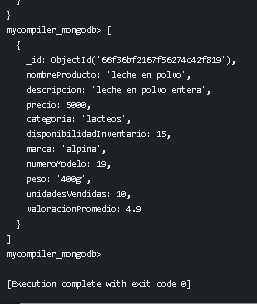 }
}
mycompiler_mongodb> [
{
_id: ObjectId('66f36bf2167f56274c42f819'),
nombreProducto: 'leche en polvo',
descripcion: 'leche en polvo entera',
precio: 5000,
categoria: 'lacteos',
disponibilidadInventario: 15,
marca: 'alpina',
numeroModelo: 19,
peso: '400g',
unidadesVendidas: 10,
valoracionPromedio: 4.9
}
]
mycompiler_mongodb>
[Execution complete with exit code 0]